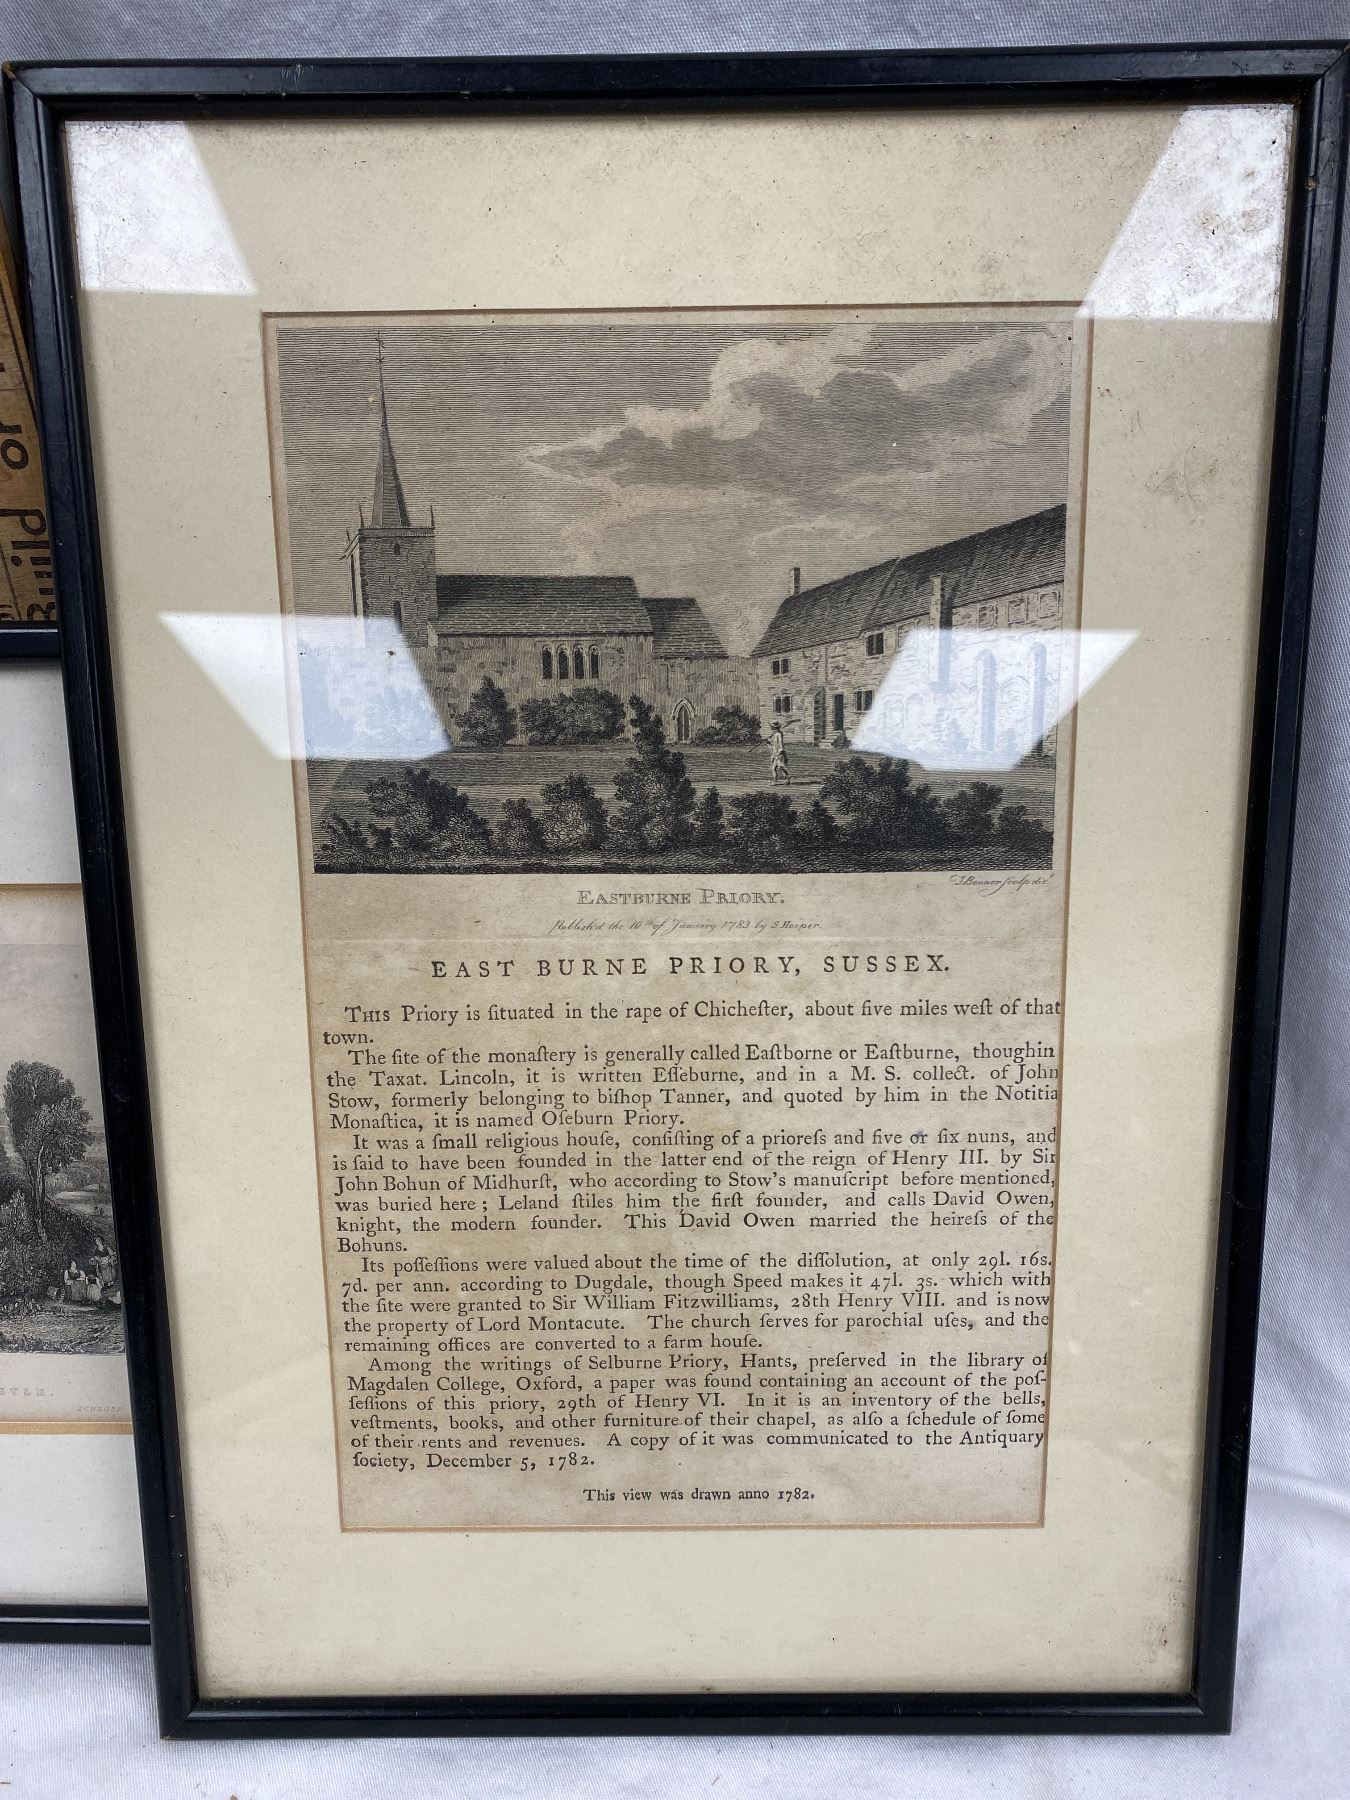 Build
or
EASTBURNE PRIORY.
J.Bonnor sculp dirt
Publish'd the 10th of January 1783 by S.Hooper.
EAST BURNE PRIORY, SUSSEX.
THIS Priory is ſituated in the rape of Chicheſter, about five miles weſt of that
town.
The ſite of the monaſtery is generally called Eaſtborne or Eaſtburne, thoughin
the Taxat. Lincoln, it is written Eſſeburne, and in a M. S. collect. of John
Stow, formerly belonging to biſhop Tanner, and quoted by him in the Notitia
Monaſtica, it is named Oſeburn Priory.
It was a ſmall religious houſe, conſiſting of a prioreſs and five or ſix nuns, and
is ſaid to have been founded in the latter end of the reign of Henry III. by Sir
John Bohun of Midhurſt, who according to Stow's manuſcript before mentioned,
was buried here ; Leland ſtiles him the firſt founder, and calls David Owen,
knight, the modern founder. This David Owen married the heireſs of the
Bohuns.
Its poſſeſſions were valued about the time of the diſſolution, at only 29l. 16s.
7d. per ann. according to Dugdale, though Speed makes it 47l. 3s. which with
the ſite were granted to Sir William Fitzwilliams, 28th Henry VIII. and is now
the property of Lord Montacute. The church ſerves for parochial uſes, and the
remaining offices are converted to a farm houſe.
Among the writings of Selburne Priory, Hants, preſerved in the library of
Magdalen College, Oxford, a paper was found containing an account of the poſ-
ſeſſions of this priory, 29th of Henry VI. In it is an inventory of the bells,
veſtments, books, and other furniture of their chapel, as alſo a ſchedule of ſome
of their rents and revenues. A copy of it was communicated to the Antiquary
ſociety, December 5, 1782.
This view was drawn anno 1782.
SCHLOSS